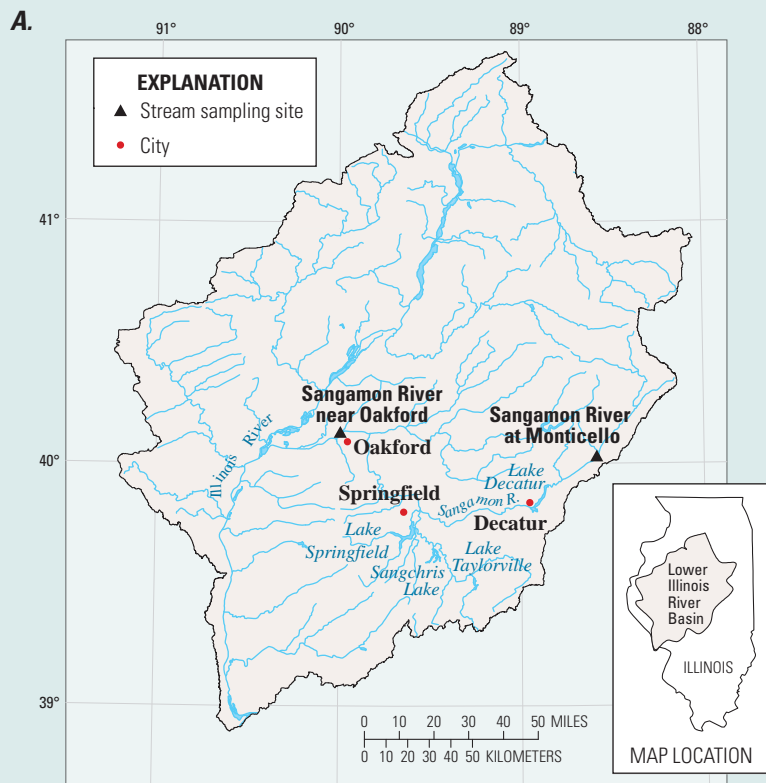 A.
91°
90°
89°
88°
EXPLANATION
Stream sampling site
City
41°
40°
39°
Sangamon River
near Oakford
Oakford
Sangamon River
at Monticello
Illinois River
Lake
Decatur
Sangamon R.
Decatur
Springfield
Lake
Springfield
Sangchris
Lake
Lake
Taylorville
0 10 20 30 40 50 MILES
0 10 20 30 40 50 KILOMETERS
Lower
Illinois
River
Basin
ILLINOIS
MAP LOCATION